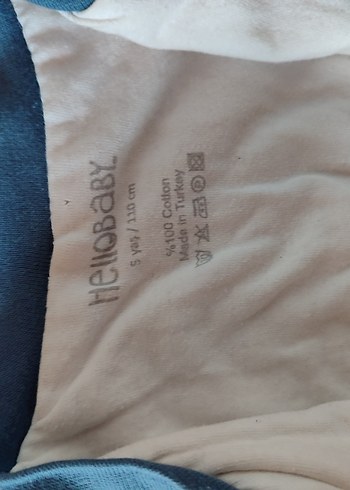 HelloBABY
5 yaş / 110 cm
%100 Cotton
Made in Turkey